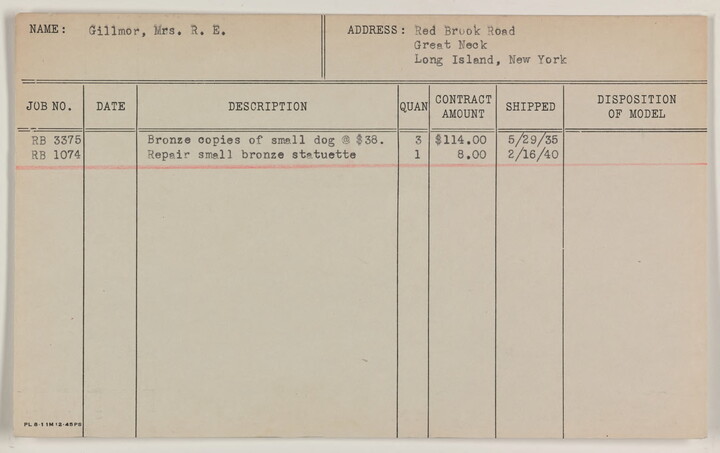 NAME: Gillmor, Mrs. R. E. ADDRESS: Red Brook Road
Great Neck
Long Island, New York
JOB NO. DATE DESCRIPTION QUAN CONTRACT AMOUNT SHIPPED DISPOSITION OF MODEL
RB 3375 Bronze copies of small dog @ $38. 3 $114.00 5/29/35
RB 1074 Repair small bronze statuette 1 8.00 2/16/40